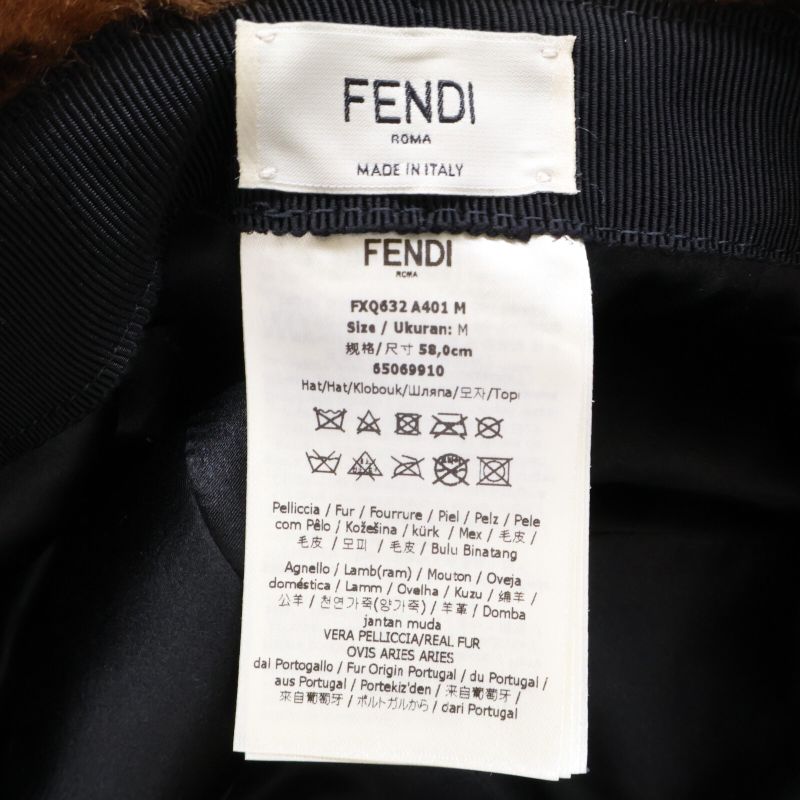 FENDI
ROMA
MADE IN ITALY
FENDI
ROMA
FXQ632 A401 M
Size / Ukuran: M
规格/尺寸 58,0cm
65069910
Hat/Hat/Klobouk/Шляпа/모자/Topi
Pelliccia / Fur / Fourrure / Piel / Pelz / Pele
com Pêlo / Kožešina / kürk / Mex / 毛皮 /
毛皮 / 모피 / 毛皮 / Bulu Binatang
Agnello / Lamb(ram) / Mouton / Oveja
doméstica / Lamm / Ovelha / Kuzu / 绵羊/
公羊 / 천연가죽(양가죽) / 羊革 / Domba
jantan muda
VERA PELLICCIA/REAL FUR
OVIS ARIES ARIES
dal Portogallo / Fur Origin Portugal / du Portugal /
aus Portugal / Portekiz'den / 来自葡萄牙/
來自葡萄牙 / ポルトガルから / dari Portugal